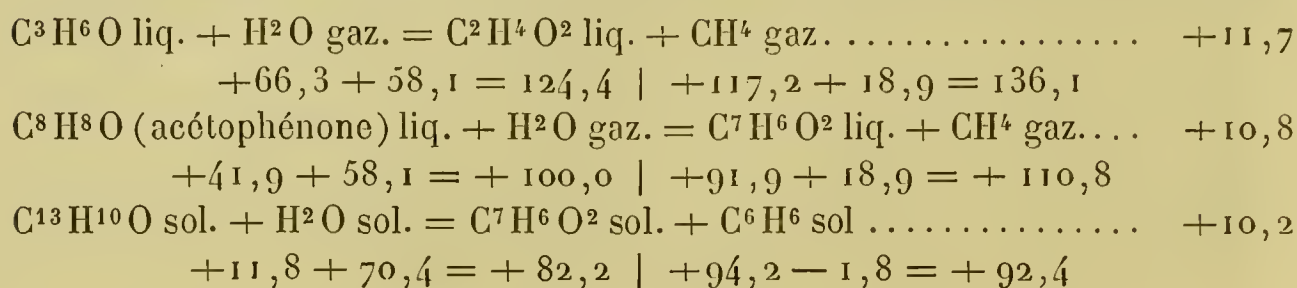 C³H⁶O liq. + H²O gaz. = C²H⁴O² liq. + CH⁴ gaz................. +11,7
+66,3 + 58,1 = 124,4 | +117,2 + 18,9 = 136,1
C⁸H⁸O (acétophénone) liq. + H²O gaz. = C⁷H⁶O² liq. + CH⁴ gaz.... +10,8
+41,9 + 58,1 = + 100,0 | +91,9 + 18,9 = + 110,8
C¹³H¹⁰O sol. + H²O sol. = C⁷H⁶O² sol. + C⁶H⁶ sol ............... +10,2
+11,8 + 70,4 = + 82,2 | +94,2 − 1,8 = + 92,4